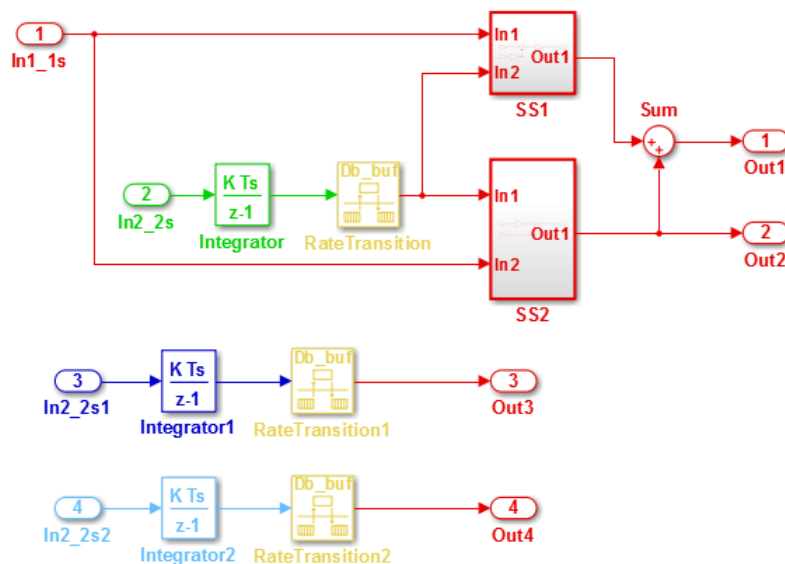 1
In1_1s
In1
In2
Out1
SS1
Sum
+
+
1
Out1
2
In2_2s
K Ts
z-1
Integrator
Db_buf
RateTransition
In1
In2
Out1
SS2
2
Out2
3
In2_2s1
K Ts
z-1
Integrator1
Db_buf
RateTransition1
3
Out3
4
In2_2s2
K Ts
z-1
Integrator2
Db_buf
RateTransition2
4
Out4